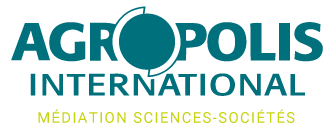 AGROPOLIS
INTERNATIONAL
MÉDIATION SCIENCES-SOCIÉTÉS